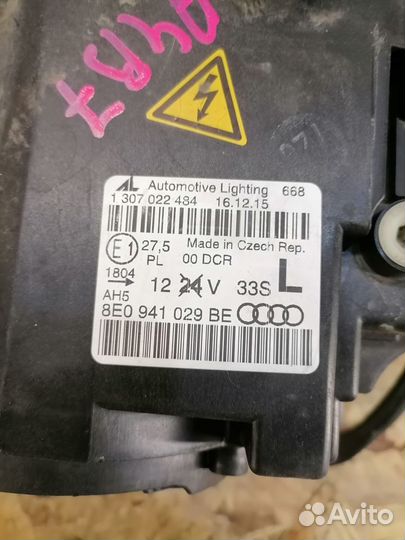 Automotive Lighting 668
1 307 022 484 16.12.15
E1 27,5 Made in Czech Rep.
PL 00 DCR
1804
12 24 V 33S L
AH5
8E0 941 029 BE
Avito